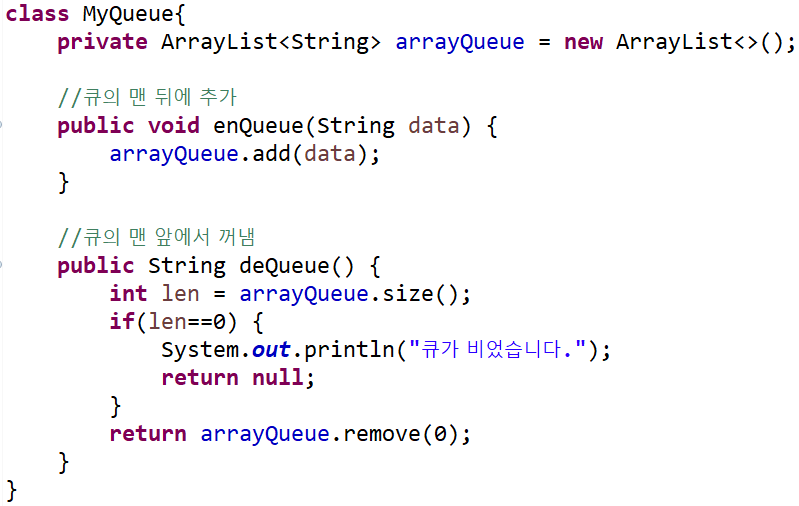 class MyQueue{
    private ArrayList<String> arrayQueue = new ArrayList<>();
    //큐의 맨 뒤에 추가
    public void enQueue(String data) {
        arrayQueue.add(data);
    }
    //큐의 맨 앞에서 꺼냄
    public String deQueue() {
        int len = arrayQueue.size();
        if(len==0) {
            System.out.println("큐가 비었습니다.");
            return null;
        }
        return arrayQueue.remove(0);
    }
}